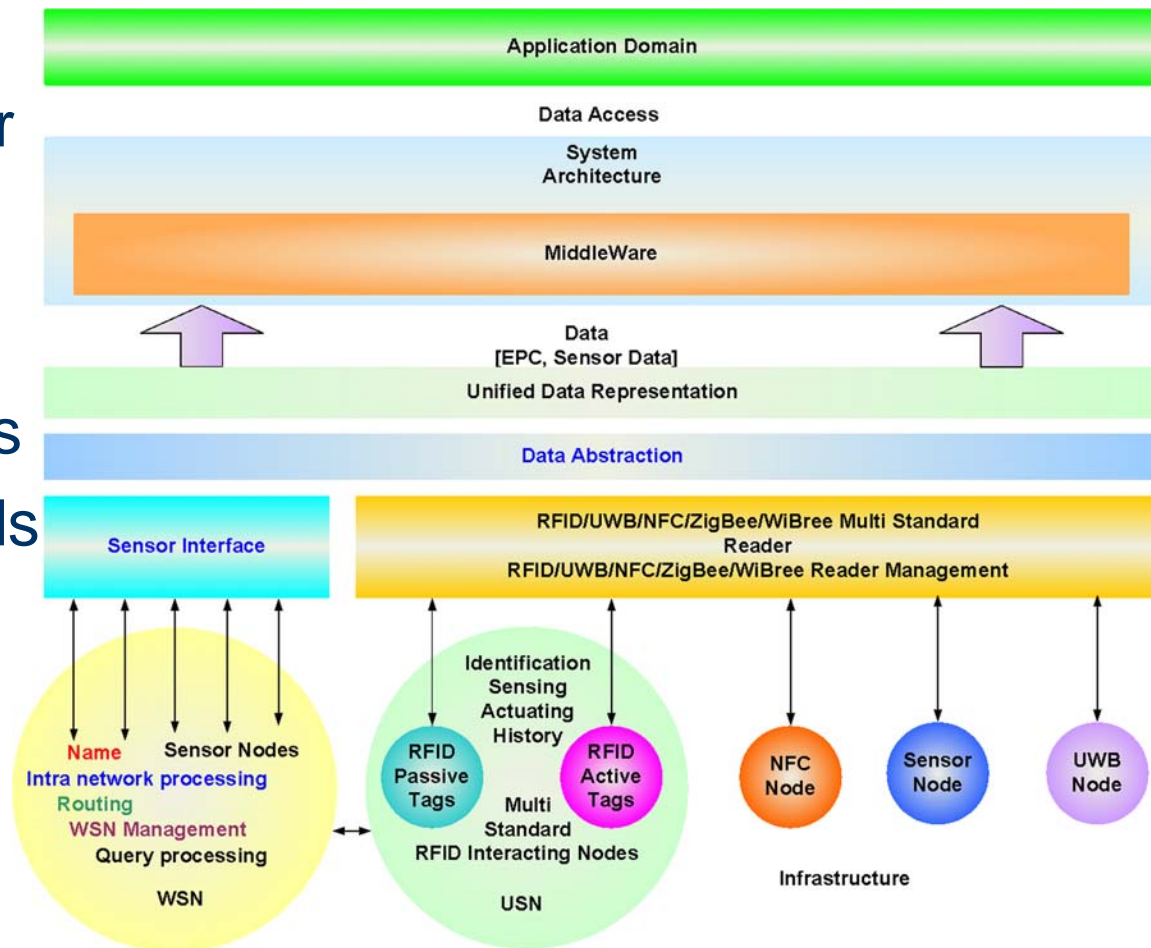 Application Domain
r
Data Access
System
Architecture
MiddleWare
Data
[EPC, Sensor Data]
Unified Data Representation
s
Data Abstraction
ls
Sensor Interface
RFID/UWB/NFC/ZigBee/WiBree Multi Standard
Reader
RFID/UWB/NFC/ZigBee/WiBree Reader Management
Name
Sensor Nodes
Intra network processing
Routing
WSN Management
Query processing
WSN
Identification
Sensing
Actuating
History
RFID
Passive
Tags
RFID
Active
Tags
Multi
Standard
RFID Interacting Nodes
USN
NFC
Node
Sensor
Node
UWB
Node
Infrastructure